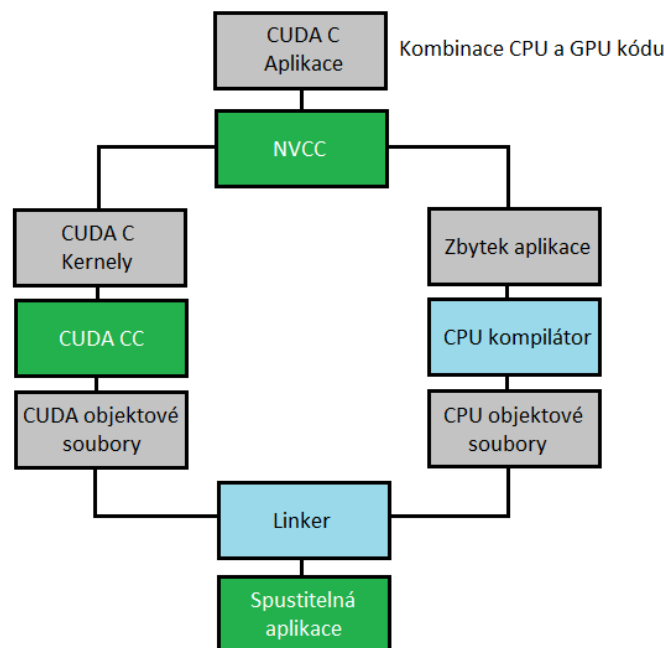 CUDA C
Aplikace
Kombinace CPU a GPU kódu
NVCC
CUDA C
Kernely
Zbytek aplikace
CUDA CC
CPU kompilátor
CUDA objektové
soubory
CPU objektové
soubory
Linker
Spustitelná
aplikace